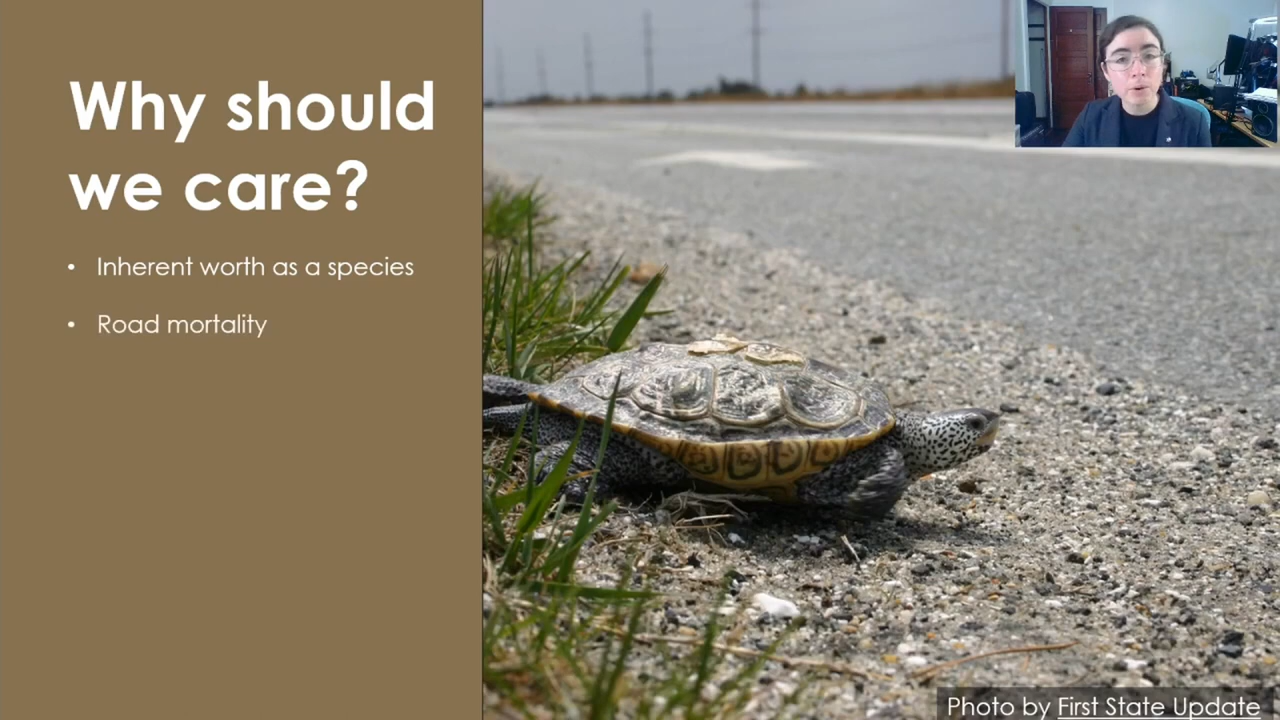 Why should
we care?
• Inherent worth as a species
• Road mortality
Photo by First State Update